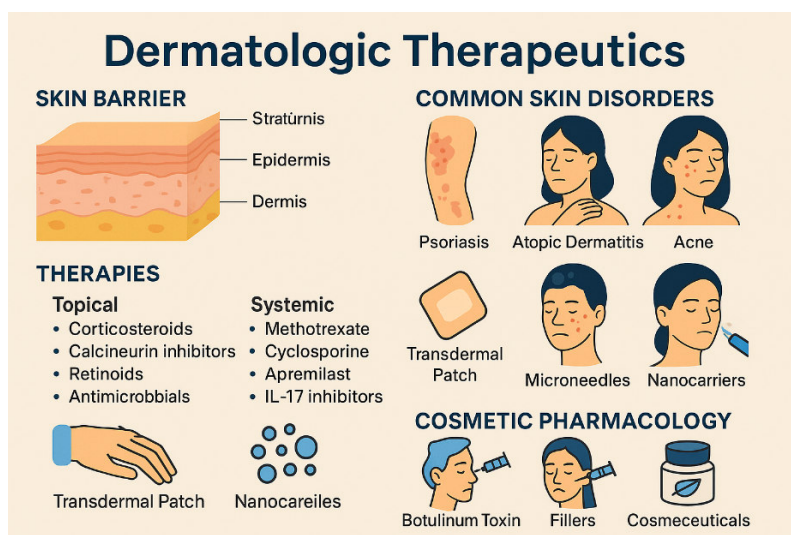 Dermatologic Therapeutics
SKIN BARRIER
Stratùrnis
Epidermis
Dermis
THERAPIES
Topical
• Corticosteroids
• Calcineurin inhibitors
• Retinoids
• Antimicrobbials
Systemic
• Methotrexate
• Cyclosporine
• Apremilast
• IL-17 inhibitors
Transdermal Patch
Nanocareiles
COMMON SKIN DISORDERS
Psoriasis
Atopic Dermatitis
Acne
Transdermal
Patch
Microneedles
Nanocarriers
COSMETIC PHARMACOLOGY
Botulinum Toxin
Fillers
Cosmeceuticals